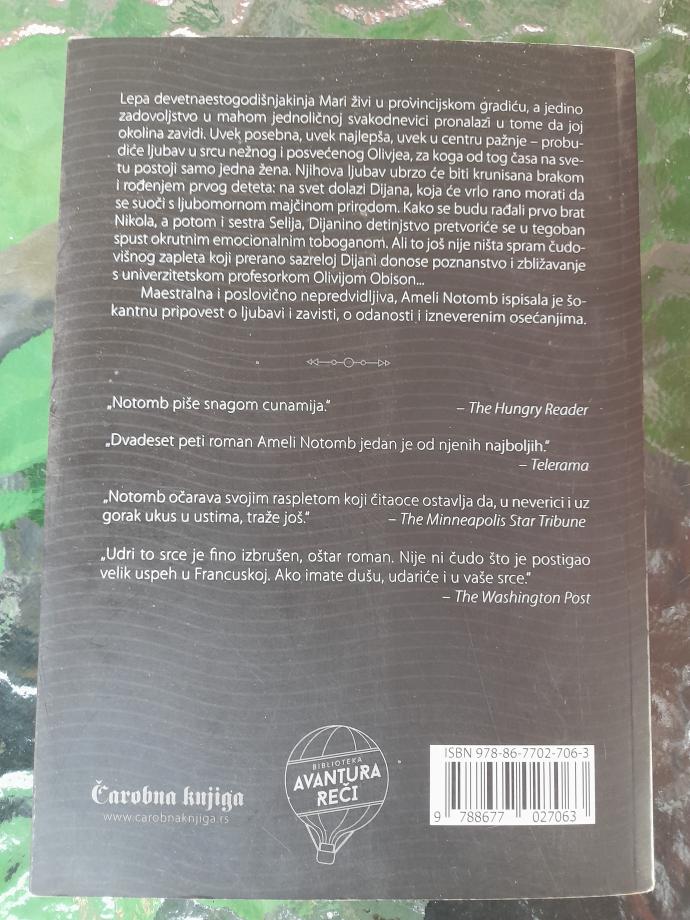 Lepa devetnaestogodišnjakinja Mari živi u provincijskom gradiću, a jedino
zadovoljstvo u mahom jednoličnoj svakodnevici pronalazi u tome da joj
okolina zavidi. Uvek posebna, uvek najlepša, uvek u centru pažnje – probu-
diće ljubav u srcu nežnog i posvećenog Olivjea, za koga od tog časa na sve-
tu postoji samo jedna žena. Njihova ljubav ubrzo će biti krunisana brakom
i rođenjem prvog deteta: na svet dolazi Dijana, koja će vrlo rano morati da
se suoči s ljubomornom majčinom prirodom. Kako se budu rađali prvo brat
Nikola, a potom i sestra Selija, Dijanino detinjstvo pretvoriće se u tegoban
spust okrutnim emocionalnim toboganom. Ali to još nije ništa spram čudo-
višnog zapleta koji prerano sazreloj Dijani donose poznanstvo i zbližavanje
s univerzitetskom profesorkom Olivijom Obison...
Maestralna i poslovično nepredvidljiva, Ameli Notomb ispisala je šo-
kantnu pripovest o ljubavi i zavisti, o odanosti i izneverenim osećanjima.
„Notomb piše snagom cunamija.“ – The Hungry Reader
„Dvadeset peti roman Ameli Notomb jedan je od njenih najboljih.“
– Telerama
„Notomb očarava svojim raspletom koji čitaoce ostavlja da, u neverici i uz
gorak ukus u ustima, traže još.“ – The Minneapolis Star Tribune
„Udri to srce je fino izbrušen, oštar roman. Nije ni čudo što je postigao
velik uspeh u Francuskoj. Ako imate dušu, udariće i u vaše srce.“
– The Washington Post
Čarobna knjiga
www.carobnaknjiga.rs
BIBLIOTEKA
AVANTURA
REČI
ISBN 978-86-7702-706-3
9 788677 027063